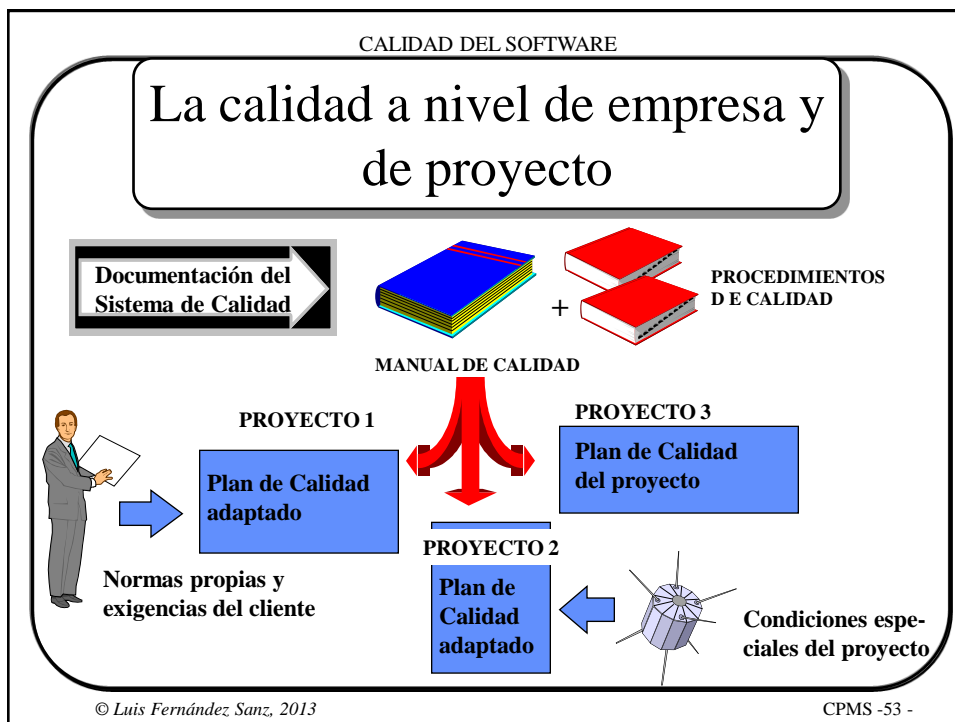 CALIDAD DEL SOFTWARE
La calidad a nivel de empresa y
de proyecto
Documentación del
Sistema de Calidad
+
PROCEDIMIENTOS
D E CALIDAD
MANUAL DE CALIDAD
PROYECTO 1
Plan de Calidad
adaptado
PROYECTO 3
Plan de Calidad
del proyecto
Normas propias y
exigencias del cliente
PROYECTO 2
Plan de
Calidad
adaptado
Condiciones espe-
ciales del proyecto
© Luis Fernández Sanz, 2013
CPMS -53 -